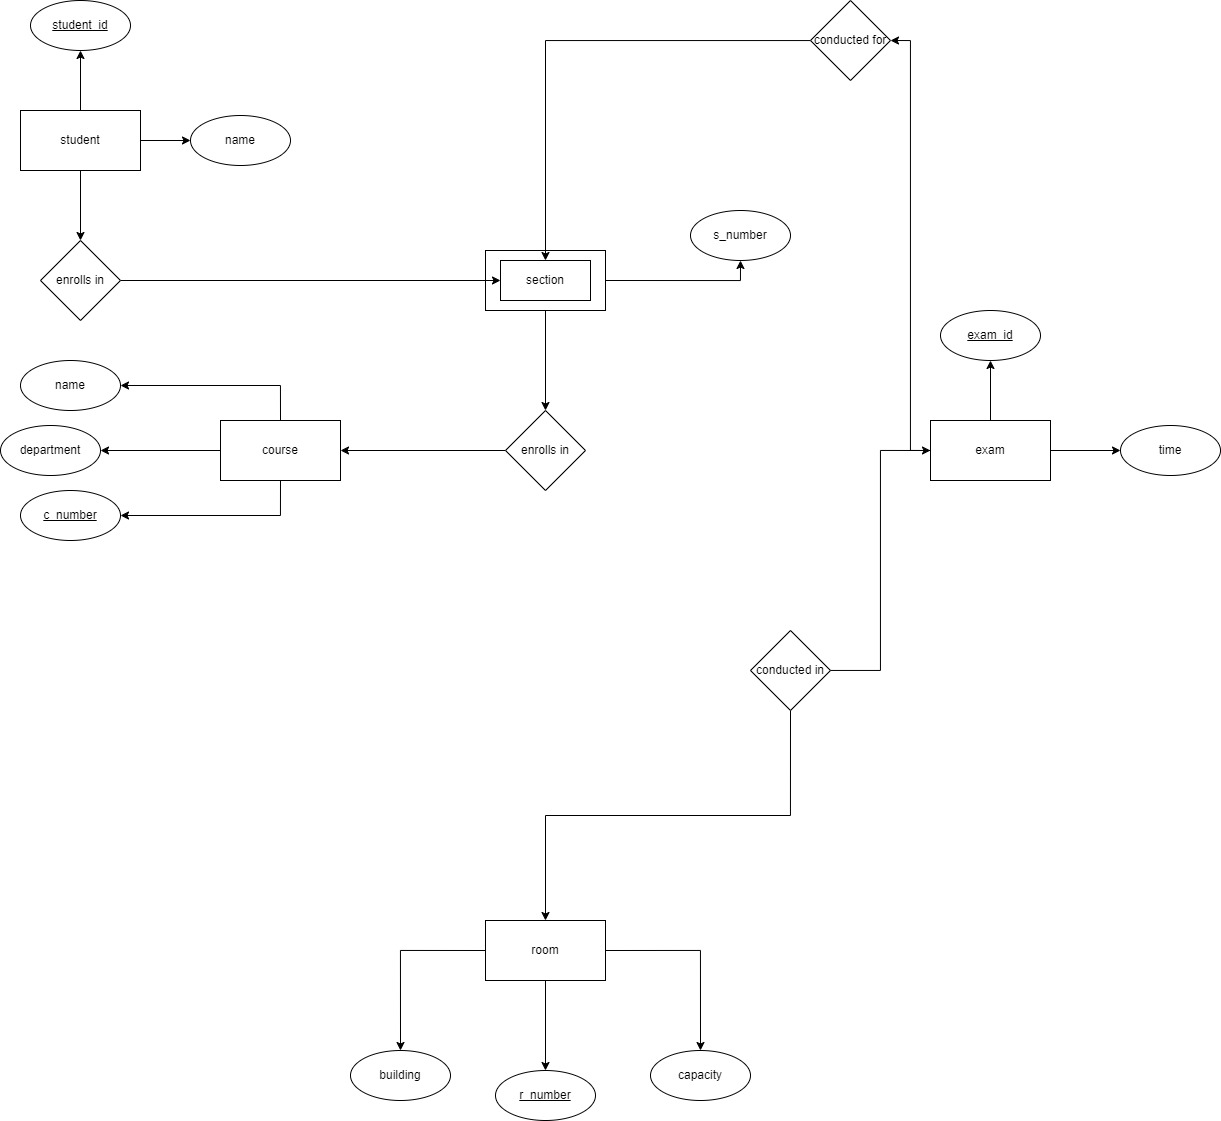 student_id
conducted for
student
name
s_number
enrolls in
section
exam_id
name
department
course
enrolls in
exam
time
c_number
conducted in
room
building
capacity
r_number